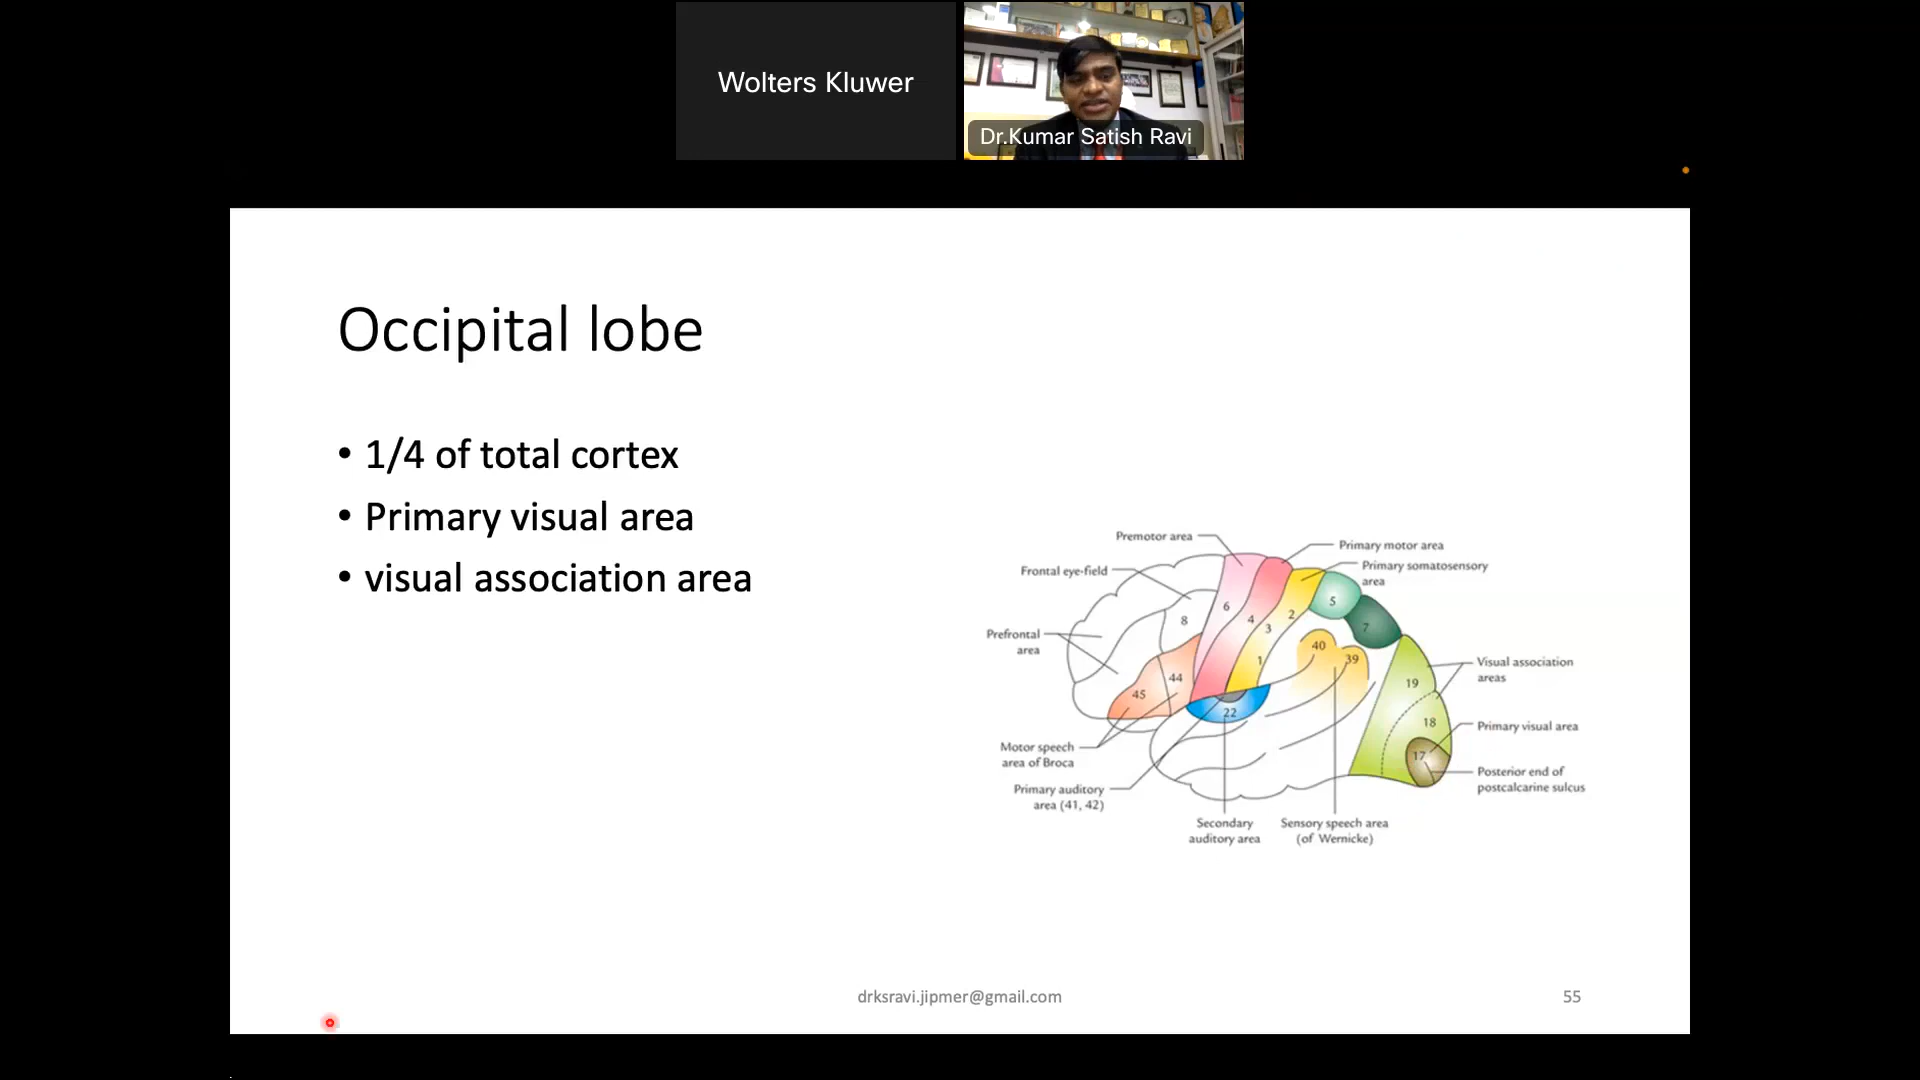 Wolters Kluwer
Dr.Kumar Satish Ravi
Occipital lobe
• 1/4 of total cortex
• Primary visual area
• visual association area
Premotor area
Primary motor area
Frontal eye-field
Primary somatosensory
area
Prefrontal
area
Visual association
areas
Primary visual area
Posterior end of
postcalcarine sulcus
Motor speech
area of Broca
Primary auditory
area (41, 42)
Secondary
auditory area
Sensory speech area
(of Wernicke)
6
4
3
2
1
5
7
8
40
39
44
45
22
19
18
17
drksravi.jipmer@gmail.com
55